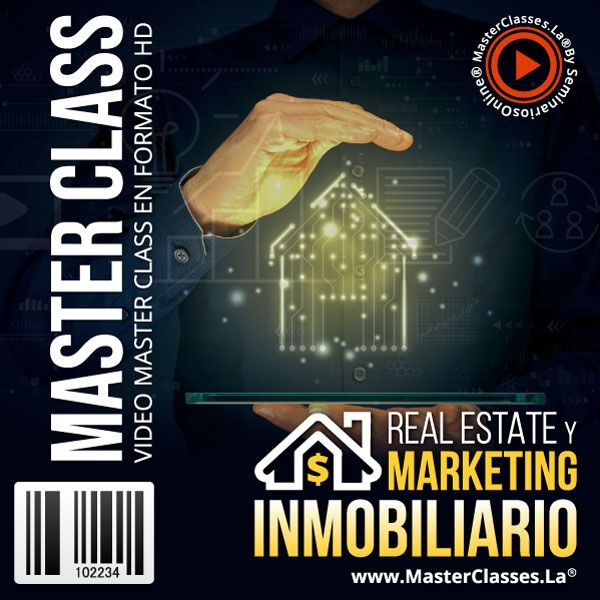 MASTER CLASS
VIDEO MASTER CLASS EN FORMATO HD
MasterClasses.La® By SeminariosOnline®
$
REAL ESTATE Y
MARKETING
INMOBILIARIO
102234
www.MasterClasses.La®